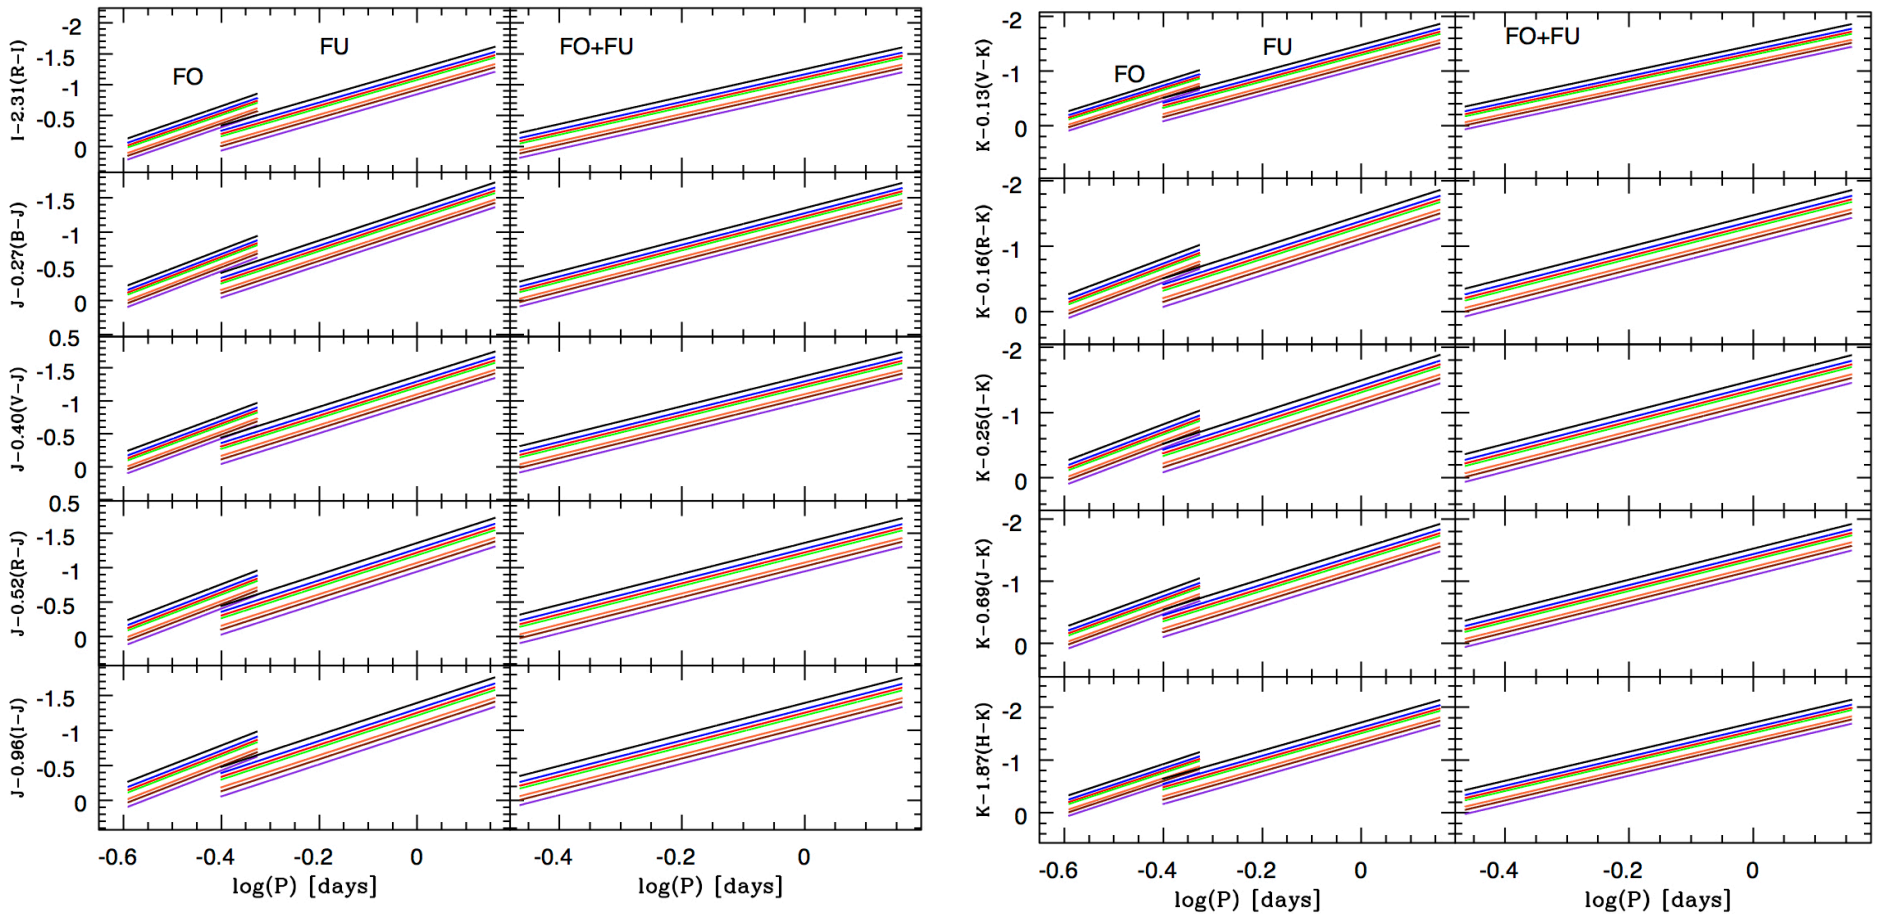 I-2.31(R-I)
-2
-1.5
-1
-0.5
0
FO
FU
FO+FU
J-0.27(B-J)
-1.5
-1
-0.5
0
0.5
J-0.40(V-J)
-1.5
-1
-0.5
0
0.5
J-0.52(R-J)
-1.5
-1
-0.5
0
J-0.96(I-J)
-1.5
-1
-0.5
0
-0.6 -0.4 -0.2 0
-0.4 -0.2 0
log(P) [days]
log(P) [days]
K-0.13(V-K)
-2
-1
0
FO
FU
FO+FU
K-0.16(R-K)
-2
-1
0
K-0.25(I-K)
-2
-1
0
K-0.69(J-K)
-2
-1
0
K-1.87(H-K)
-2
-1
0
-0.6 -0.4 -0.2 0
-0.4 -0.2 0
log(P) [days]
log(P) [days]